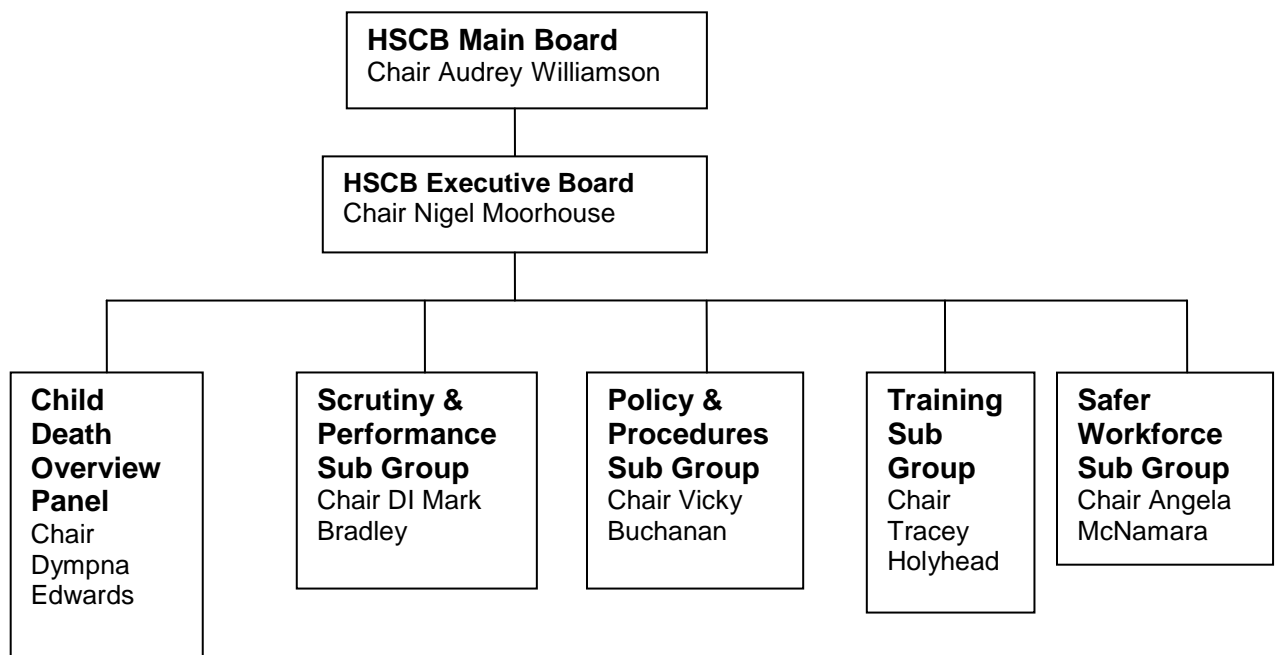 HSCB Main Board
Chair Audrey Williamson
HSCB Executive Board
Chair Nigel Moorhouse
Child
Death
Overview
Panel
Chair
Dympna
Edwards
Scrutiny &
Performance
Sub Group
Chair DI Mark
Bradley
Policy &
Procedures
Sub Group
Chair Vicky
Buchanan
Training
Sub
Group
Chair
Tracey
Holyhead
Safer
Workforce
Sub Group
Chair Angela
McNamara